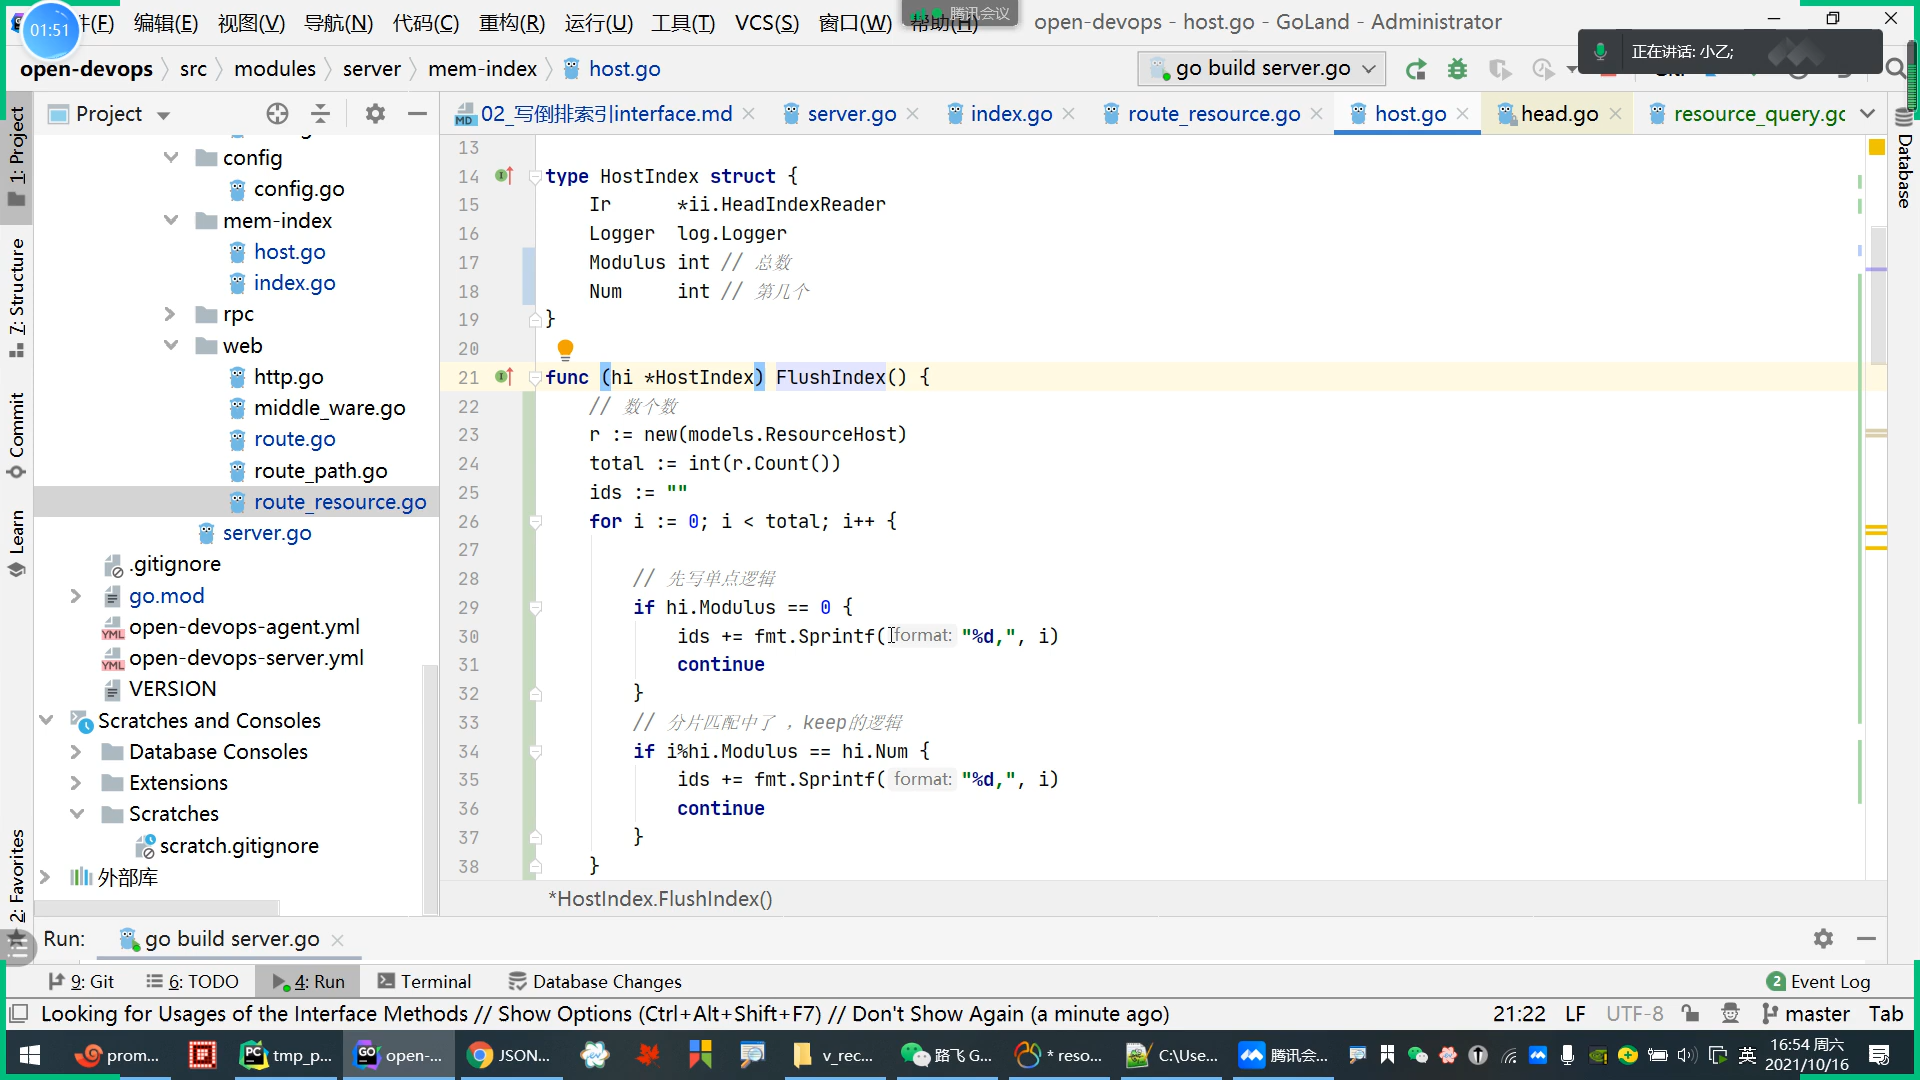 01:51
编辑(E) 视图(V) 导航(N) 代码(C) 重构(R) 运行(U) 工具(T) VCS(S) 窗口(W) 帮助(H)
腾讯会议
open-devops - host.go - GoLand - Administrator
正在讲话: 小乙;
open-devops src modules server mem-index host.go
go build server.go
Project
02_写倒排索引interface.md server.go index.go route_resource.go host.go head.go resource_query.go
1: Project
7: Structure
Commit
Learn
2: Favorites
Database
config
config.go
mem-index
host.go
index.go
rpc
web
http.go
middle_ware.go
route.go
route_path.go
route_resource.go
server.go
.gitignore
go.mod
open-devops-agent.yml
open-devops-server.yml
VERSION
Scratches and Consoles
Database Consoles
Extensions
Scratches
scratch.gitignore
外部库
13
14 type HostIndex struct {
15 Ir *ii.HeadIndexReader
16 Logger log.Logger
17 Modulus int // 总数
18 Num int // 第几个
19 }
20
21 func (hi *HostIndex) FlushIndex() {
22 // 数个数
23 r := new(models.ResourceHost)
24 total := int(r.Count())
25 ids := ""
26 for i := 0; i < total; i++ {
27
28 // 先写单点逻辑
29 if hi.Modulus == 0 {
30 ids += fmt.Sprintf( format: "%d,", i)
31 continue
32 }
33 // 分片匹配中了 ，keep的逻辑
34 if i%hi.Modulus == hi.Num {
35 ids += fmt.Sprintf( format: "%d,", i)
36 continue
37 }
38 }
*HostIndex.FlushIndex()
Run: go build server.go
9: Git 6: TODO 4: Run Terminal Database Changes 2 Event Log
Looking for Usages of the Interface Methods // Show Options (Ctrl+Alt+Shift+F7) // Don't Show Again (a minute ago) 21:22 LF UTF-8 master Tab
prom... tmp_p... open-... JSON... v_rec... 路飞 G... * reso... C:\Use... 腾讯会... 英 16:54 周六
2021/10/16